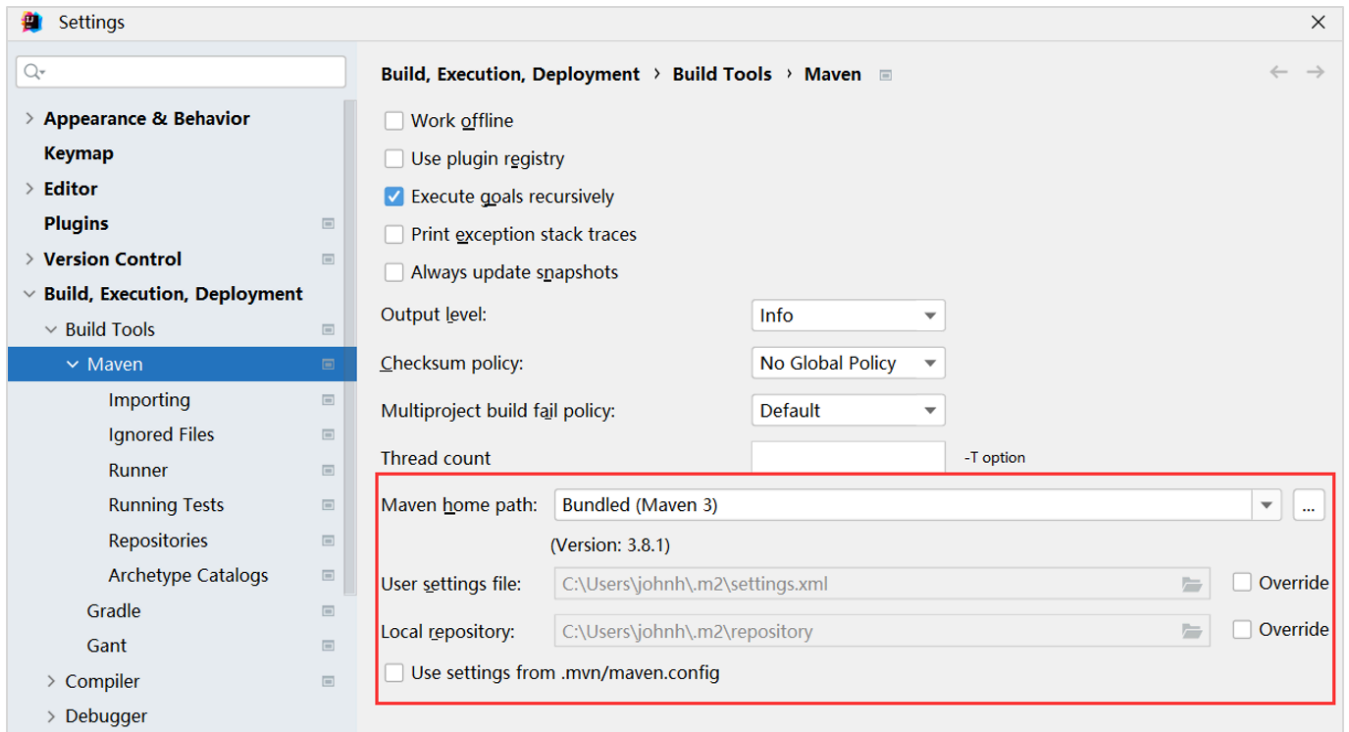 Settings
Build, Execution, Deployment › Build Tools › Maven
Appearance & Behavior
Keymap
Editor
Plugins
Version Control
Build, Execution, Deployment
Build Tools
Maven
Importing
Ignored Files
Runner
Running Tests
Repositories
Archetype Catalogs
Gradle
Gant
Compiler
Debugger
Work offline
Use plugin registry
Execute goals recursively
Print exception stack traces
Always update snapshots
Output level: Info
Checksum policy: No Global Policy
Multiproject build fail policy: Default
Thread count -T option
Maven home path: Bundled (Maven 3) ...
(Version: 3.8.1)
User settings file: C:\Users\johnh\.m2\settings.xml Override
Local repository: C:\Users\johnh\.m2\repository Override
Use settings from .mvn/maven.config